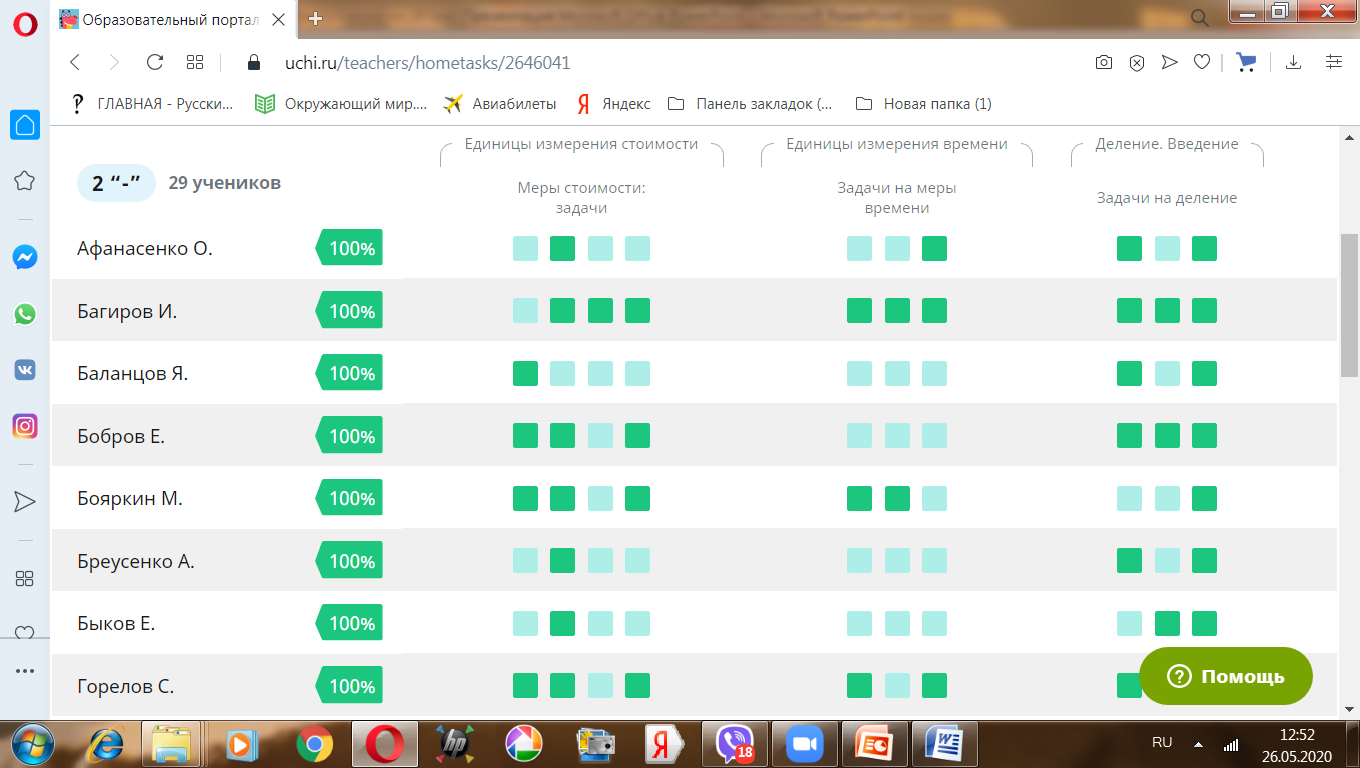 Образовательный портал
uchi.ru/teachers/hometasks/2646041
ГЛАВНАЯ - Русски...
Окружающий мир....
Авиабилеты
Яндекс
Панель закладок (...
Новая папка (1)
Единицы измерения стоимости
Единицы измерения времени
Деление. Введение
2 “-”
29 учеников
Меры стоимости:
задачи
Задачи на меры
времени
Задачи на деление
Афанасенко О.
100%
Багиров И.
100%
Баланцов Я.
100%
Бобров Е.
100%
Бояркин М.
100%
Бреусенко А.
100%
Быков Е.
100%
Горелов С.
100%
Помощь
18
RU
12:52
26.05.2020